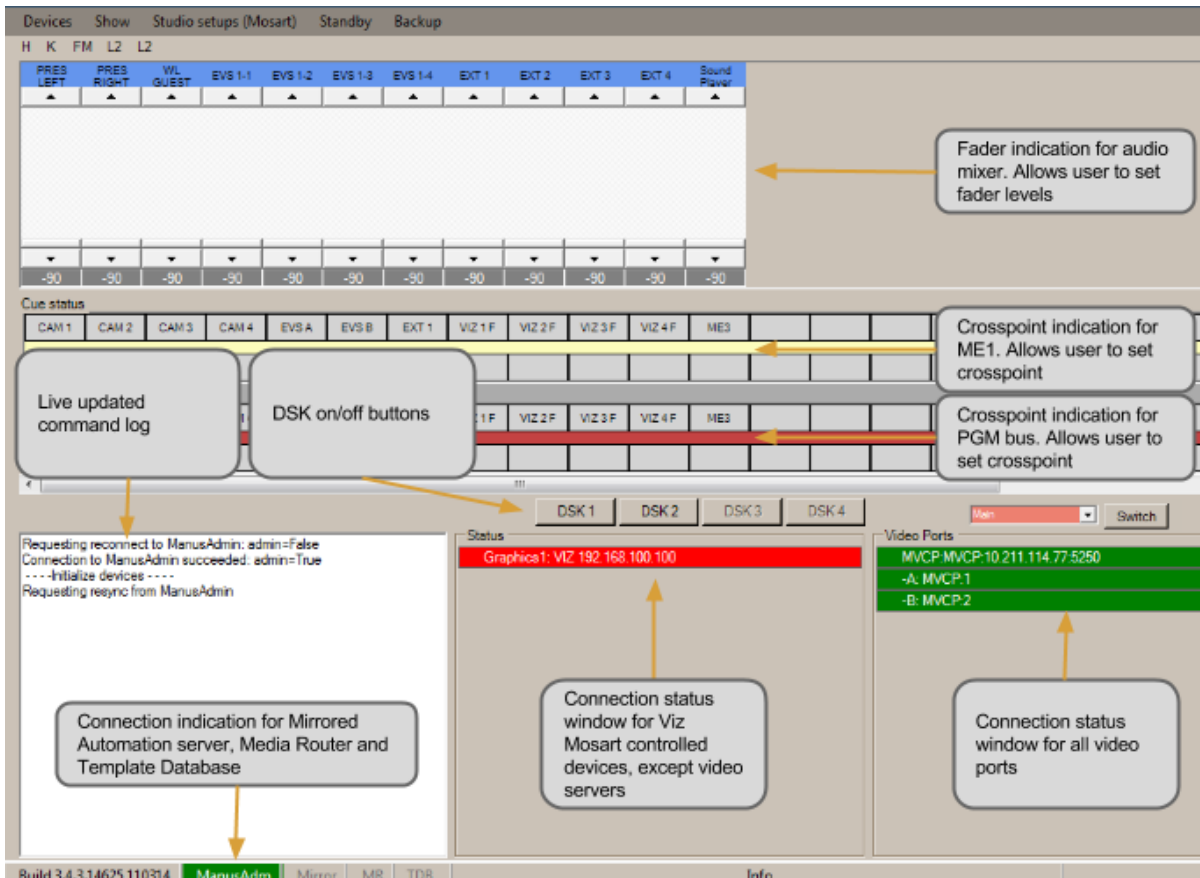 Devices Show Studio setups (Mosart) Standby Backup
H K FM L2 L2
PRES LEFT PRES RIGHT WL GUEST EVS 1-1 EVS 1-2 EVS 1-3 EVS 1-4 EXT 1 EXT 2 EXT 3 EXT 4 Sound Player
-90 -90 -90 -90 -90 -90 -90 -90 -90 -90 -90 -90
Fader indication for audio
mixer. Allows user to set
fader levels
Cue status
CAM 1 CAM 2 CAM 3 CAM 4 EVS A EVS B EXT 1 VIZ 1 F VIZ 2 F VIZ 3 F VIZ 4 F ME3
Crosspoint indication for
ME1. Allows user to set
crosspoint
Live updated
command log
DSK on/off buttons
1 F VIZ 2 F VIZ 3 F VIZ 4 F ME3
Crosspoint indication for
PGM bus. Allows user to
set crosspoint
DSK 1 DSK 2 DSK 3 DSK 4
Main Switch
Requesting reconnect to ManusAdmin: admin=False
Connection to ManusAdmin succeeded: admin=True
----Initialize devices ----
Requesting resync from ManusAdmin
Status
Graphics1: VIZ 192.168.100.100
Video Ports
MVCP:MVCP:10.211.114.77:5250
-A: MVCP:1
-B: MVCP:2
Connection indication for Mirrored
Automation server, Media Router and
Template Database
Connection status
window for Viz
Mosart controlled
devices, except video
servers
Connection status
window for all video
ports
Build 3.4.3.14625.110314 ManusAdm Mirror MR TDB Info